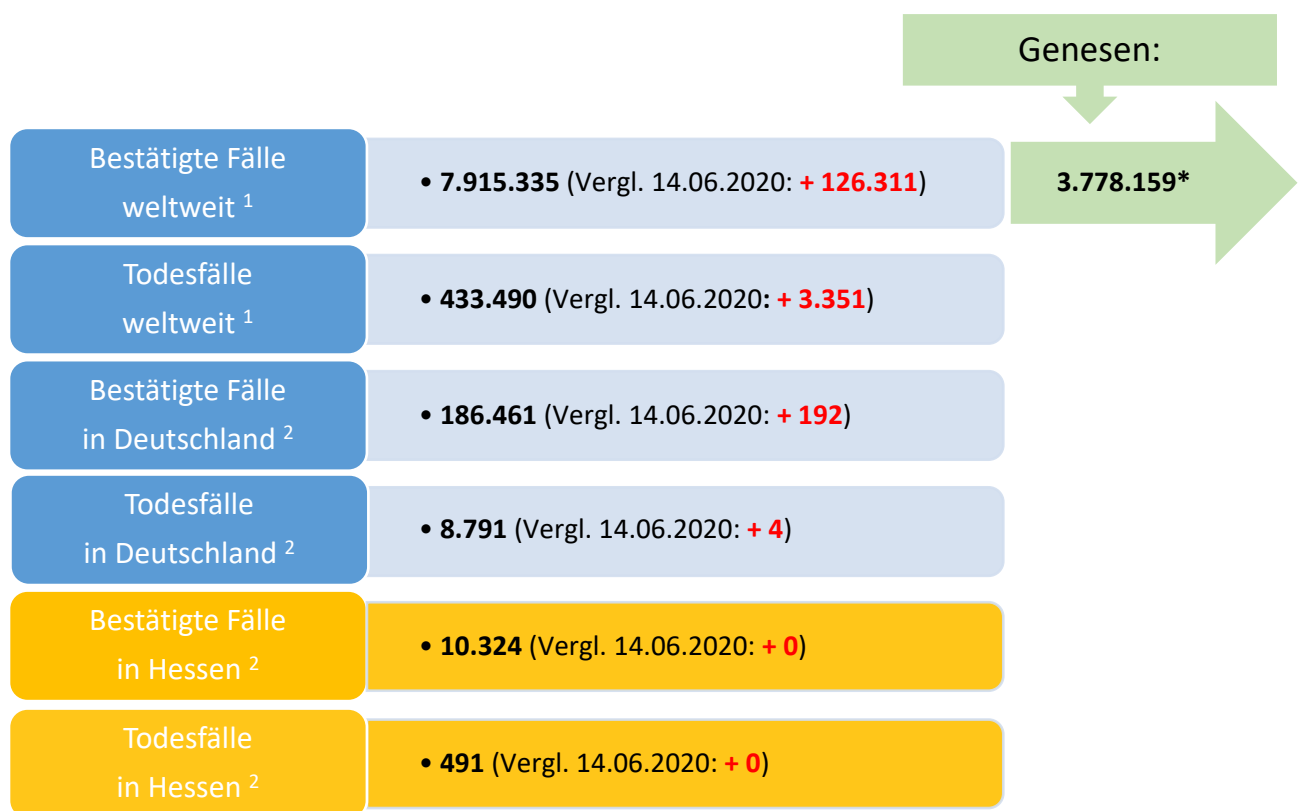 Genesen:
Bestätigte Fälle
weltweit ¹
• 7.915.335 (Vergl. 14.06.2020: + 126.311)
3.778.159*
Todesfälle
weltweit ¹
• 433.490 (Vergl. 14.06.2020: + 3.351)
Bestätigte Fälle
in Deutschland ²
• 186.461 (Vergl. 14.06.2020: + 192)
Todesfälle
in Deutschland ²
• 8.791 (Vergl. 14.06.2020: + 4)
Bestätigte Fälle
in Hessen ²
• 10.324 (Vergl. 14.06.2020: + 0)
Todesfälle
in Hessen ²
• 491 (Vergl. 14.06.2020: + 0)